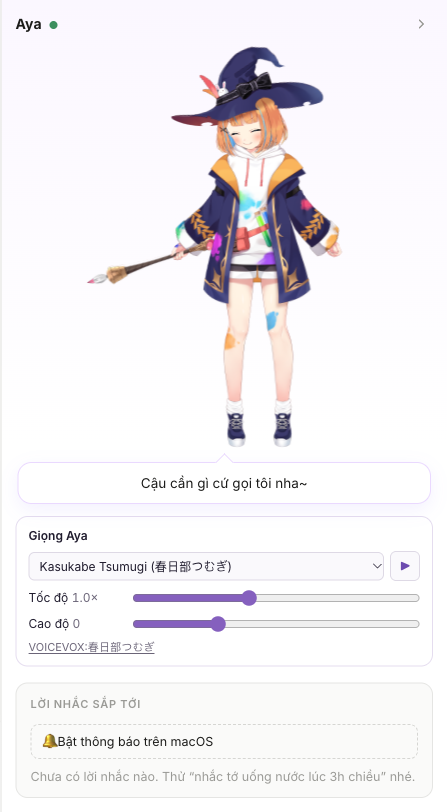 Aya
Cậu cần gì cứ gọi tôi nha~
Giọng Aya
Kasukabe Tsumugi (春日部つむぎ)
Tốc độ 1.0×
Cao độ 0
VOICEVOX:春日部つむぎ
LỜI NHẮC SẮP TỚI
🔔Bật thông báo trên macOS
Chưa có lời nhắc nào. Thử “nhắc tớ uống nước lúc 3h chiều” nhé.